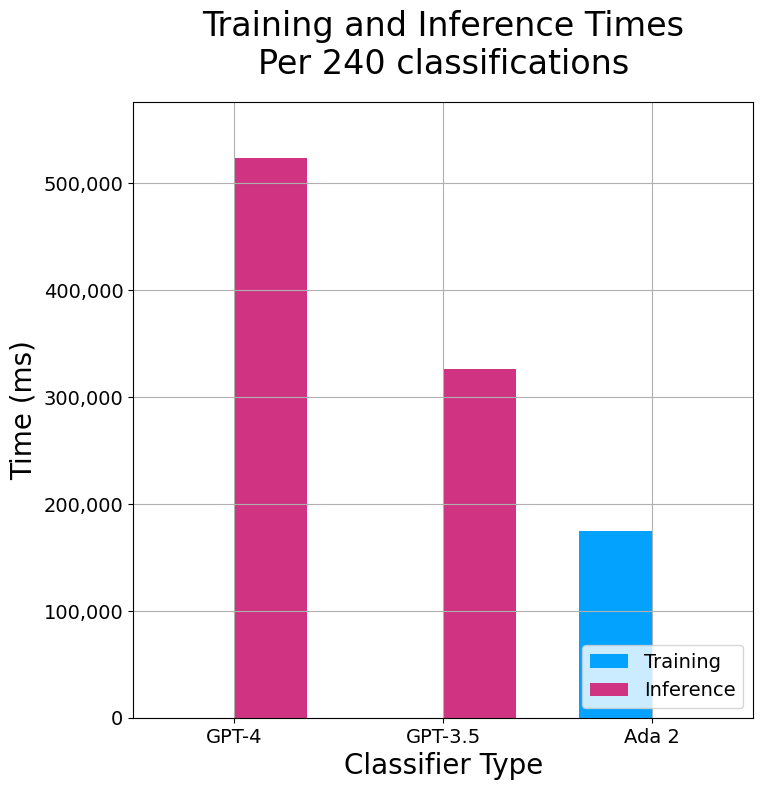 Training and Inference Times
Per 240 classifications
Time (ms)
500,000
400,000
300,000
200,000
100,000
0
Training
Inference
GPT-4
GPT-3.5
Ada 2
Classifier Type